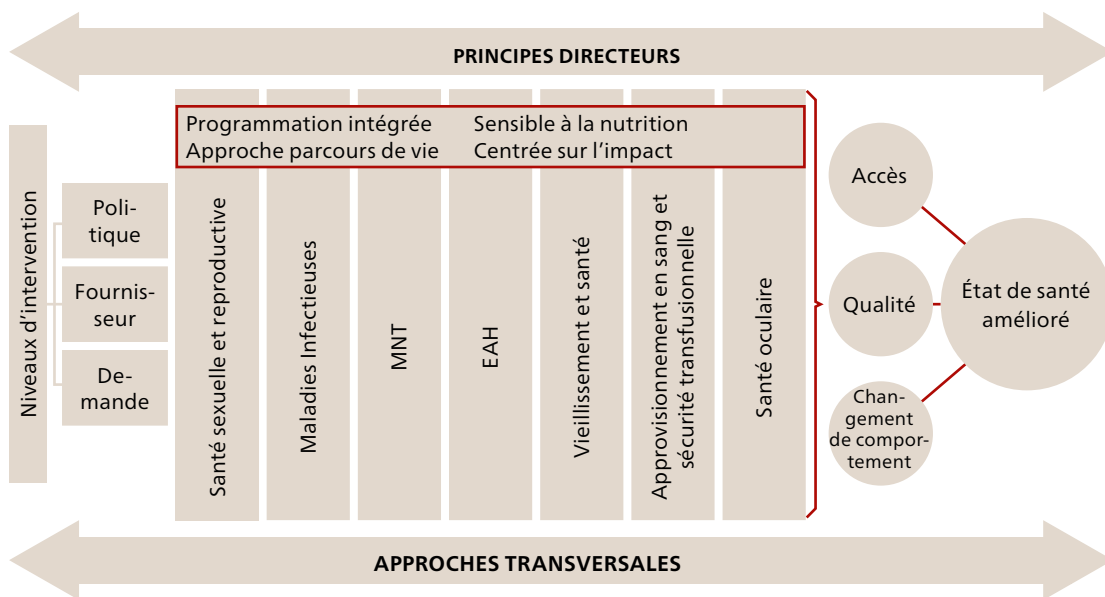 PRINCIPES DIRECTEURS
Programmation intégrée
Sensible à la nutrition
Approche parcours de vie
Centrée sur l'impact
Niveaux d'intervention
Poli-
tique
Fournis-
seur
De-
mande
Santé sexuelle et reproductive
Maladies Infectieuses
MNT
EAH
Vieillissement et santé
Approvisionnement en sang et
sécurité transfusionnelle
Santé oculaire
Accès
Qualité
Chan-
gement
de compor-
tement
État de santé
amélioré
APPROCHES TRANSVERSALES